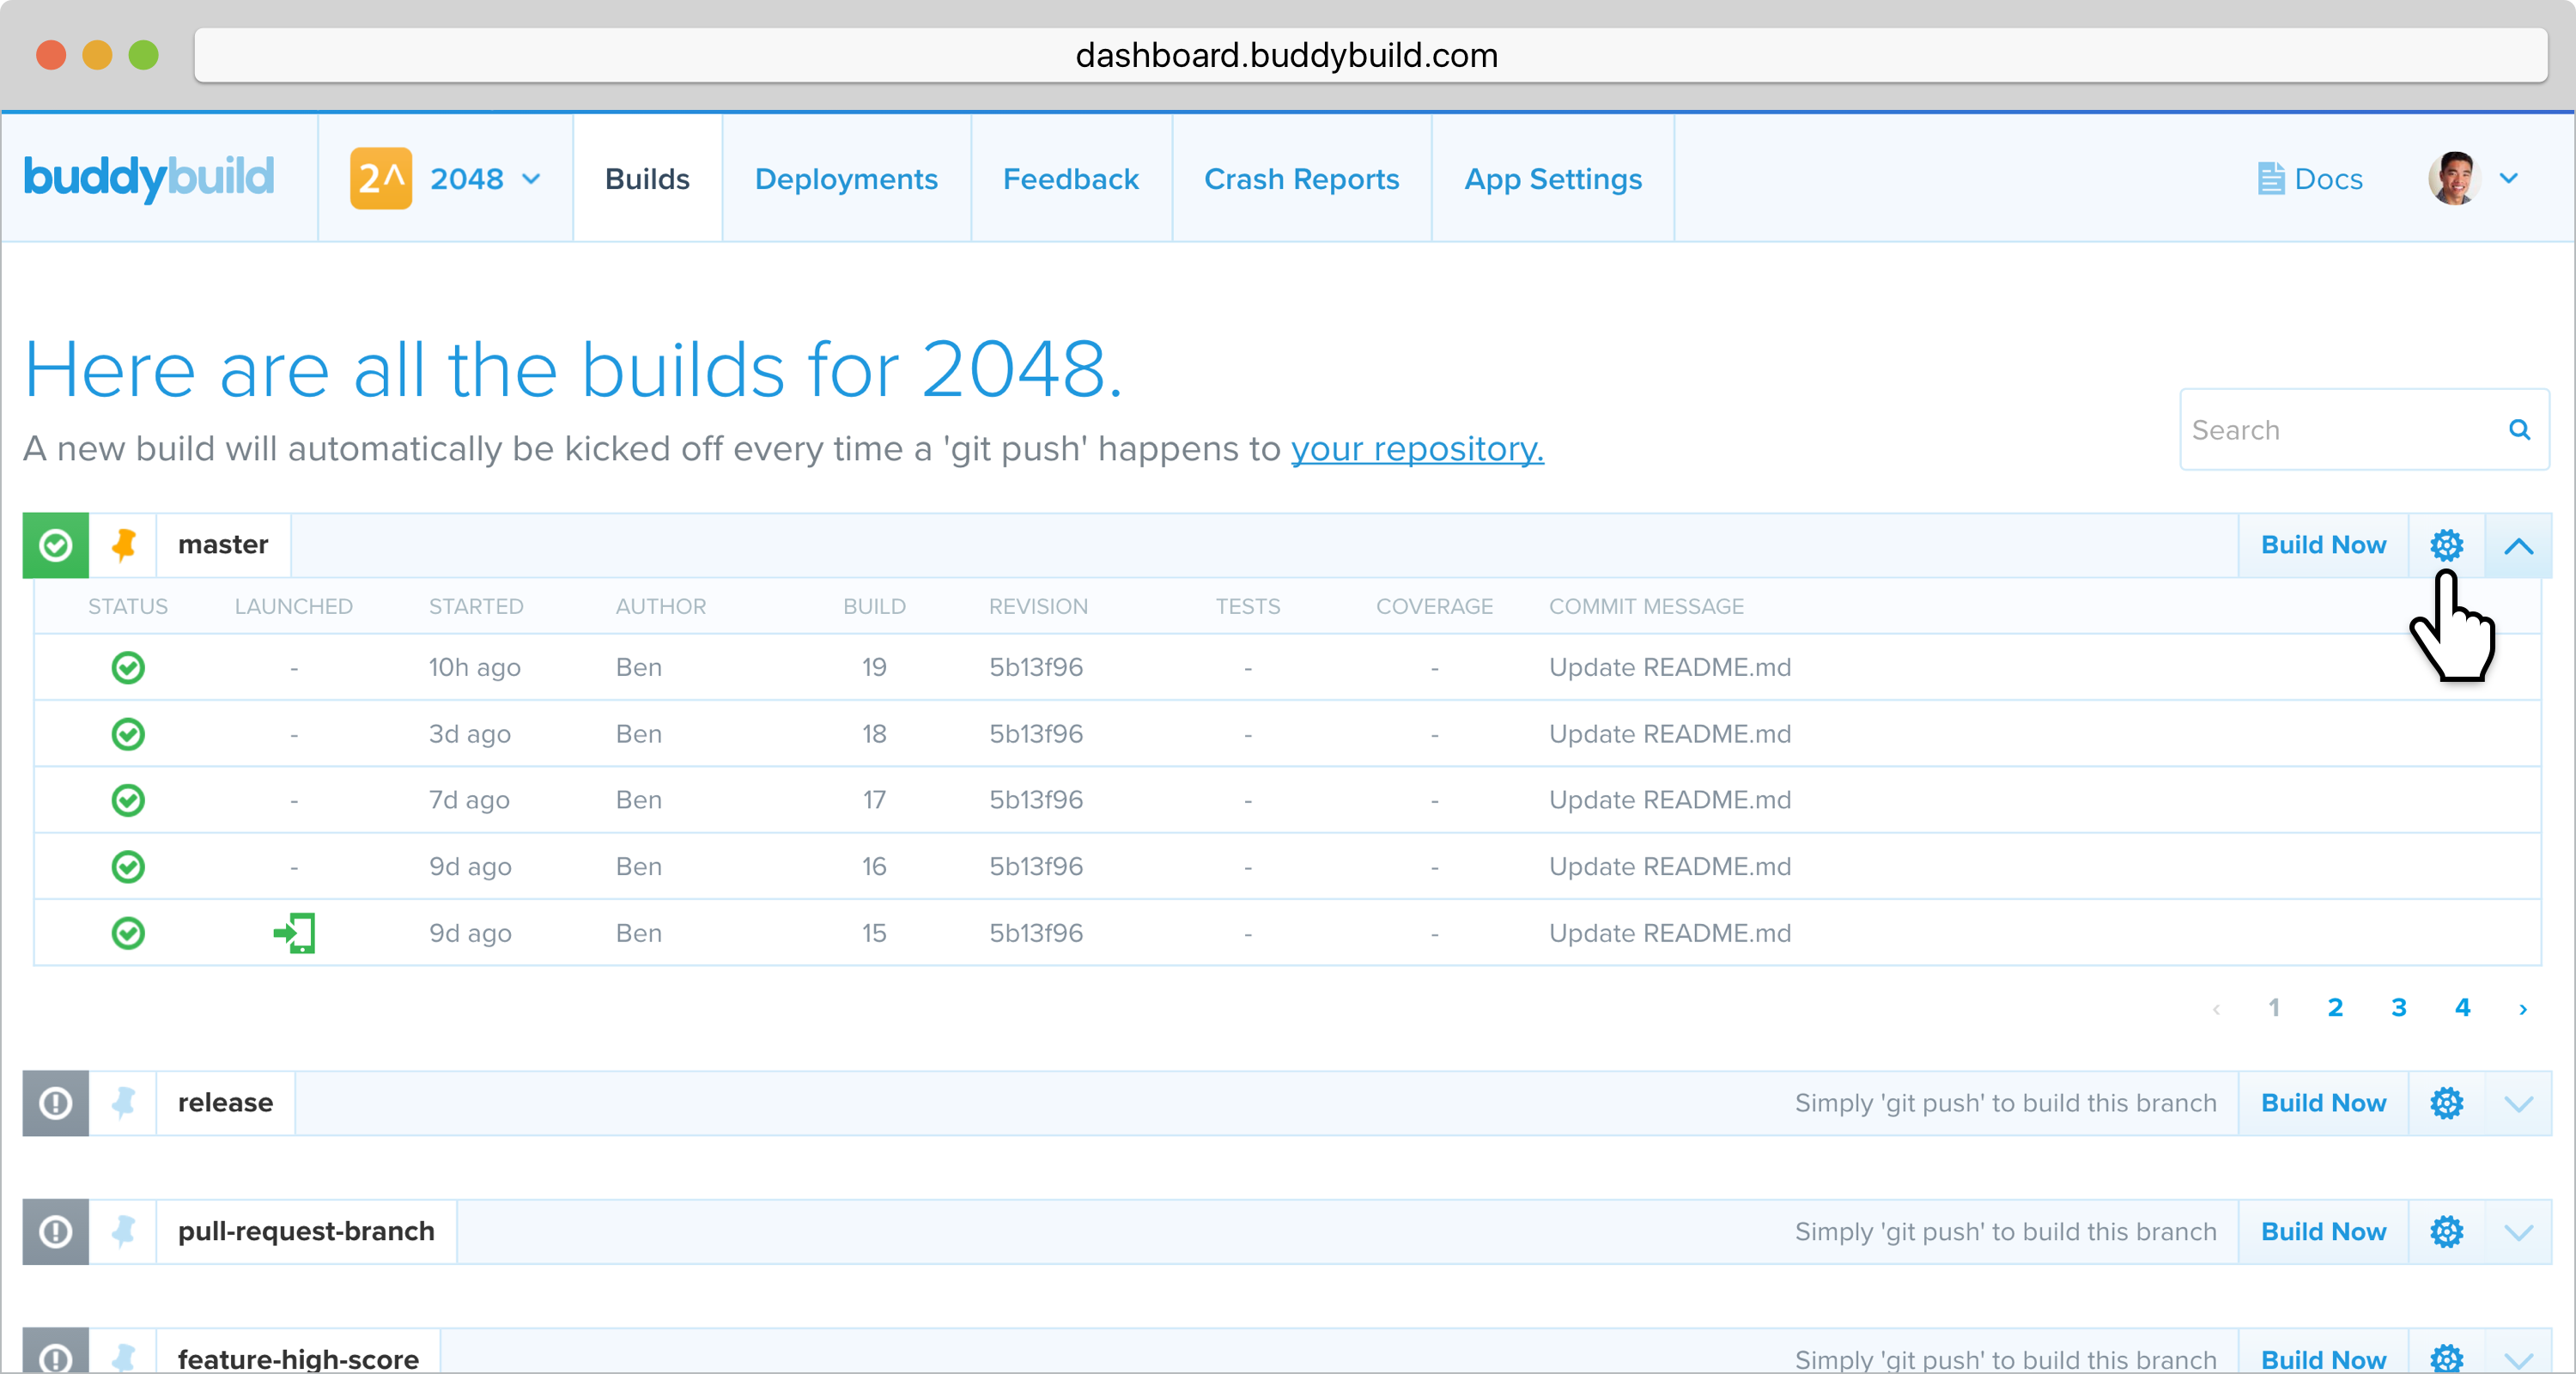 dashboard.buddybuild.com
buddybuild 2^ 2048 Builds Deployments Feedback Crash Reports App Settings Docs
Here are all the builds for 2048.
Search
A new build will automatically be kicked off every time a 'git push' happens to your repository.
master Build Now
STATUS LAUNCHED STARTED AUTHOR BUILD REVISION TESTS COVERAGE COMMIT MESSAGE
- 10h ago Ben 19 5b13f96 - - Update README.md
- 3d ago Ben 18 5b13f96 - - Update README.md
- 7d ago Ben 17 5b13f96 - - Update README.md
- 9d ago Ben 16 5b13f96 - - Update README.md
9d ago Ben 15 5b13f96 - - Update README.md
‹ 1 2 3 4 ›
release Simply 'git push' to build this branch Build Now
pull-request-branch Simply 'git push' to build this branch Build Now
feature-high-score Simply 'git push' to build this branch Build Now